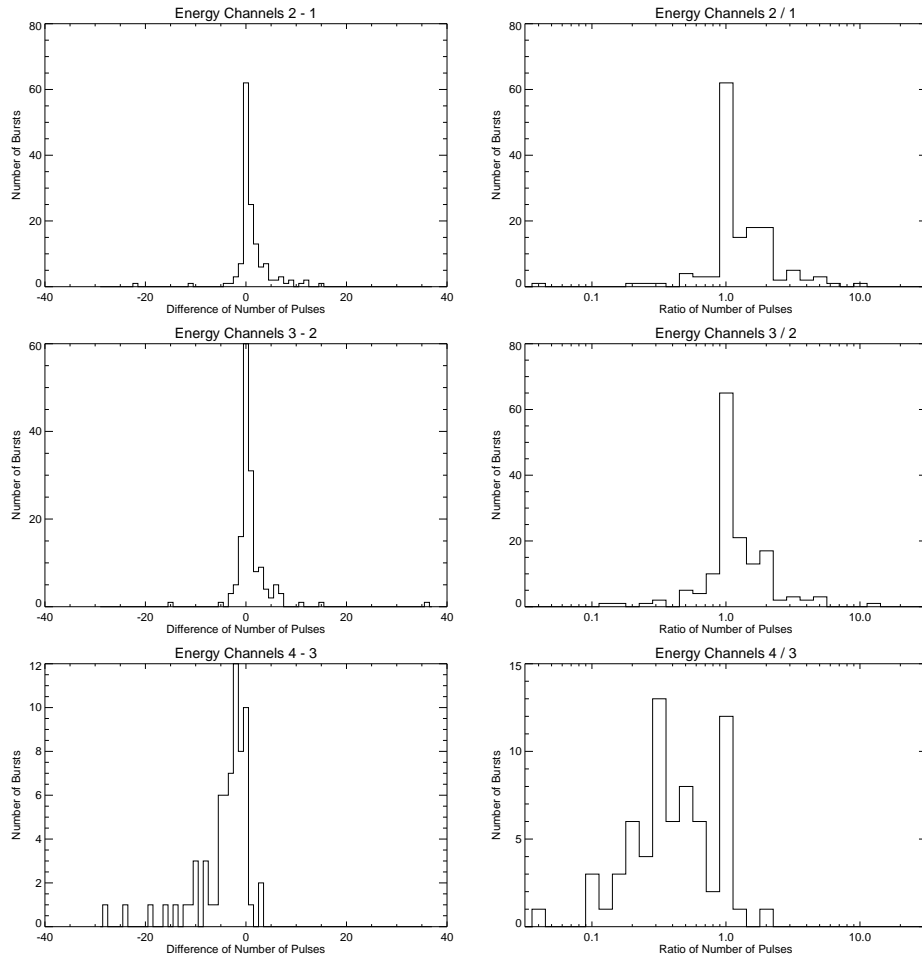 Energy Channels 2 - 1
80
60
40
20
0
Number of Bursts
-40 -20 0 20 40
Difference of Number of Pulses
Energy Channels 2 / 1
80
60
40
20
0
Number of Bursts
0.1 1.0 10.0
Ratio of Number of Pulses
Energy Channels 3 - 2
60
40
20
0
Number of Bursts
-40 -20 0 20 40
Difference of Number of Pulses
Energy Channels 3 / 2
80
60
40
20
0
Number of Bursts
0.1 1.0 10.0
Ratio of Number of Pulses
Energy Channels 4 - 3
12
10
8
6
4
2
0
Number of Bursts
-40 -20 0 20 40
Difference of Number of Pulses
Energy Channels 4 / 3
15
10
5
0
Number of Bursts
0.1 1.0 10.0
Ratio of Number of Pulses